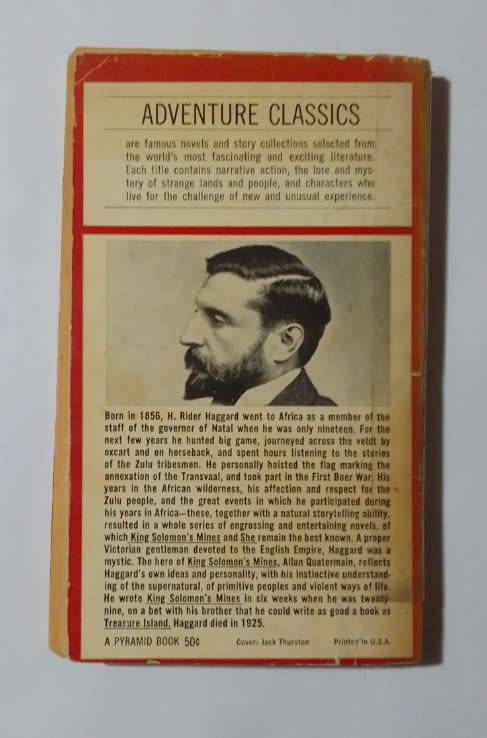 ADVENTURE CLASSICS
are famous novels and story collections selected from
the world's most fascinating and exciting literature.
Each title contains narrative action, the lore and mys-
tery of strange lands and people, and characters who
live for the challenge of new and unusual experience.
Born in 1856, H. Rider Haggard went to Africa as a member of the
staff of the governor of Natal when he was only nineteen. For the
next few years he hunted big game, journeyed across the veldt by
oxcart and on horseback, and spent hours listening to the stories
of the Zulu tribesmen. He personally hoisted the flag marking the
annexation of the Transvaal, and took part in the First Boer War. His
years in the African wilderness, his affection and respect for the
Zulu people, and the great events in which he participated during
his years in Africa—these, together with a natural storytelling ability,
resulted in a whole series of engrossing and entertaining novels, of
which King Solomon's Mines and She remain the best known. A proper
Victorian gentleman devoted to the English Empire, Haggard was a
mystic. The hero of King Solomon's Mines, Allan Quatermain, reflects
Haggard's own ideas and personality, with his instinctive understand-
ing of the supernatural, of primitive peoples and violent ways of life.
He wrote King Solomon's Mines in six weeks when he was twenty-
nine, on a bet with his brother that he could write as good a book as
Treasure Island. Haggard died in 1925.
A PYRAMID BOOK 50¢ Cover: Jack Thurston Printed in U.S.A.